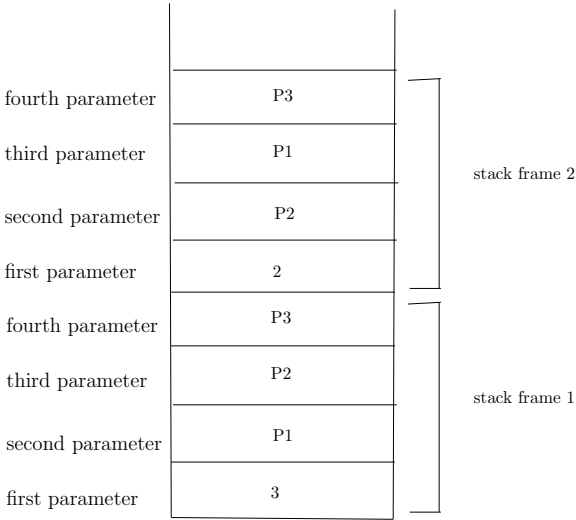 fourth parameter P3
third parameter P1
stack frame 2
second parameter P2
first parameter 2
fourth parameter P3
third parameter P2
stack frame 1
second parameter P1
first parameter 3